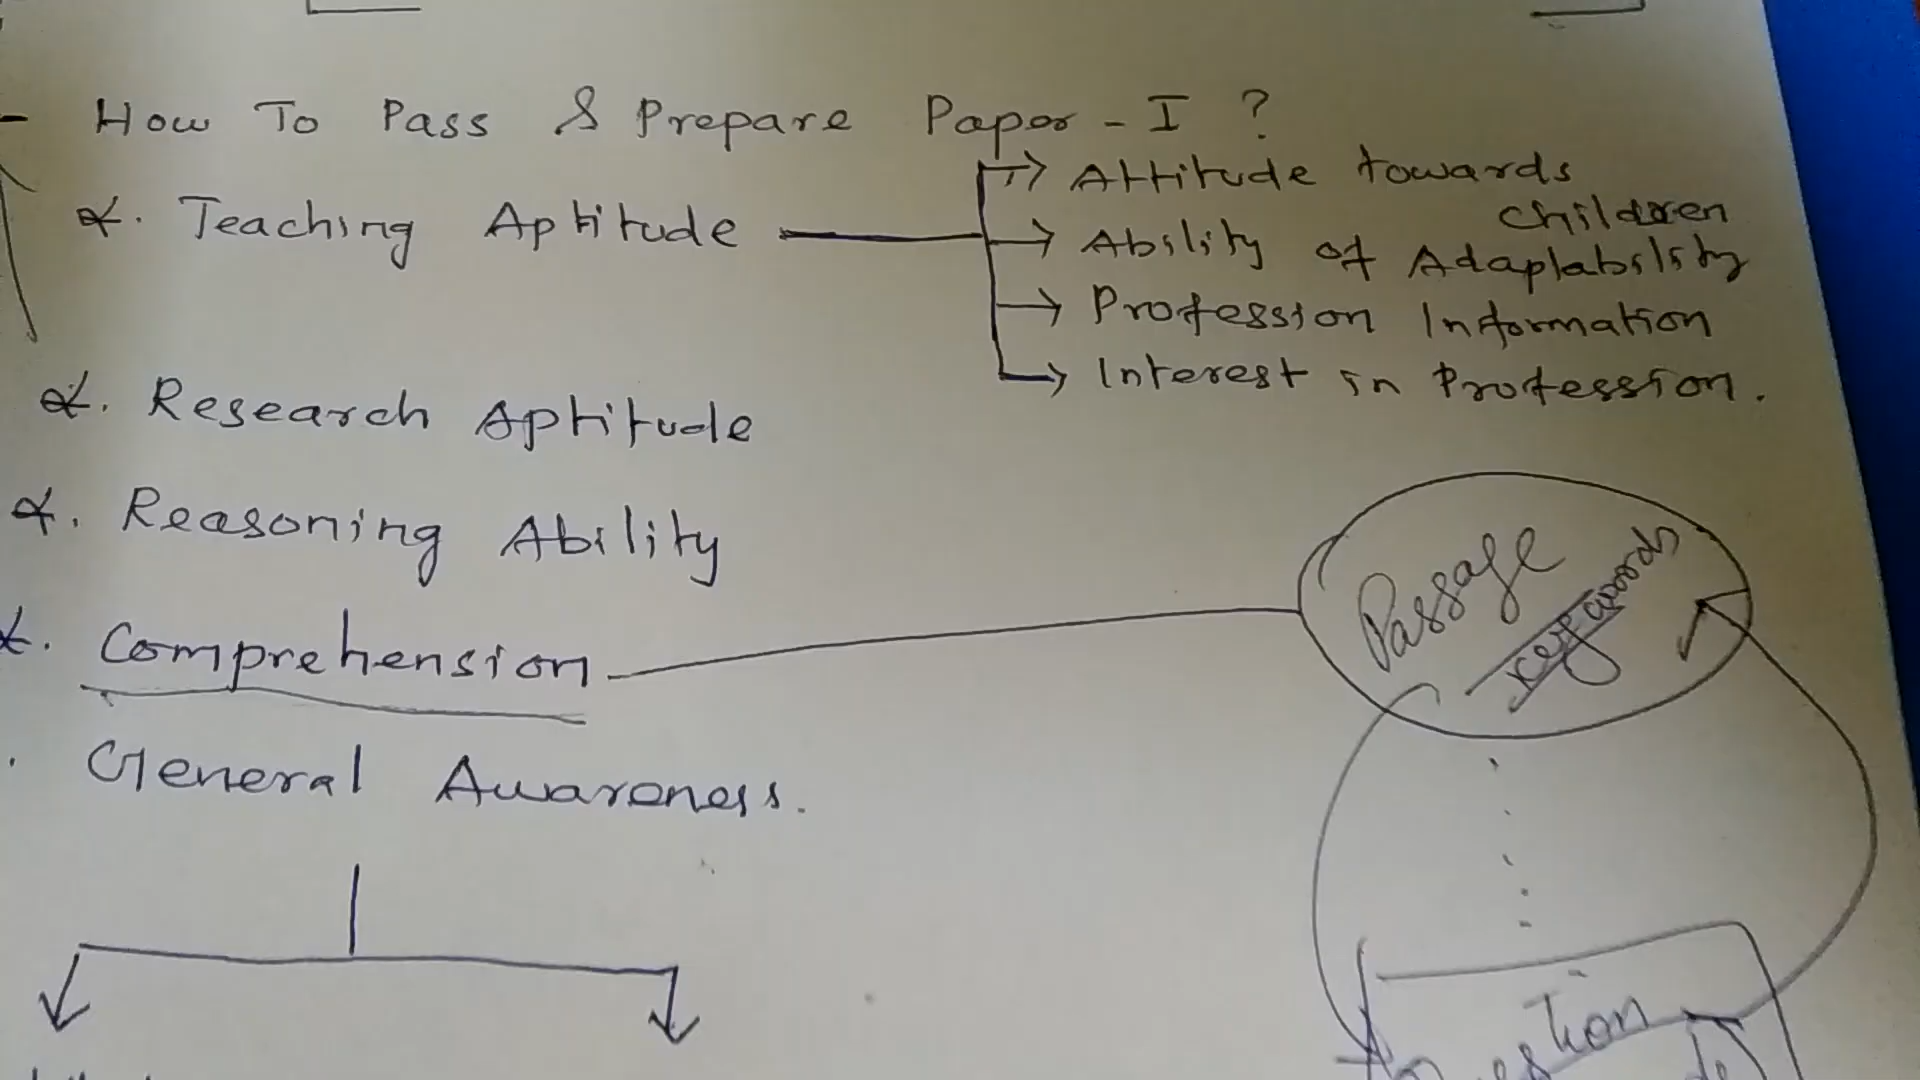 - How To Pass & Prepare Paper - I ?
Teaching Aptitude
→ Attitude towards
children
→ Ability of Adaptability
→ Profession Information
→ Interest in Profession.
Research Aptitude
Reasoning Ability
Comprehension
Passage
Keywords
General Awareness.